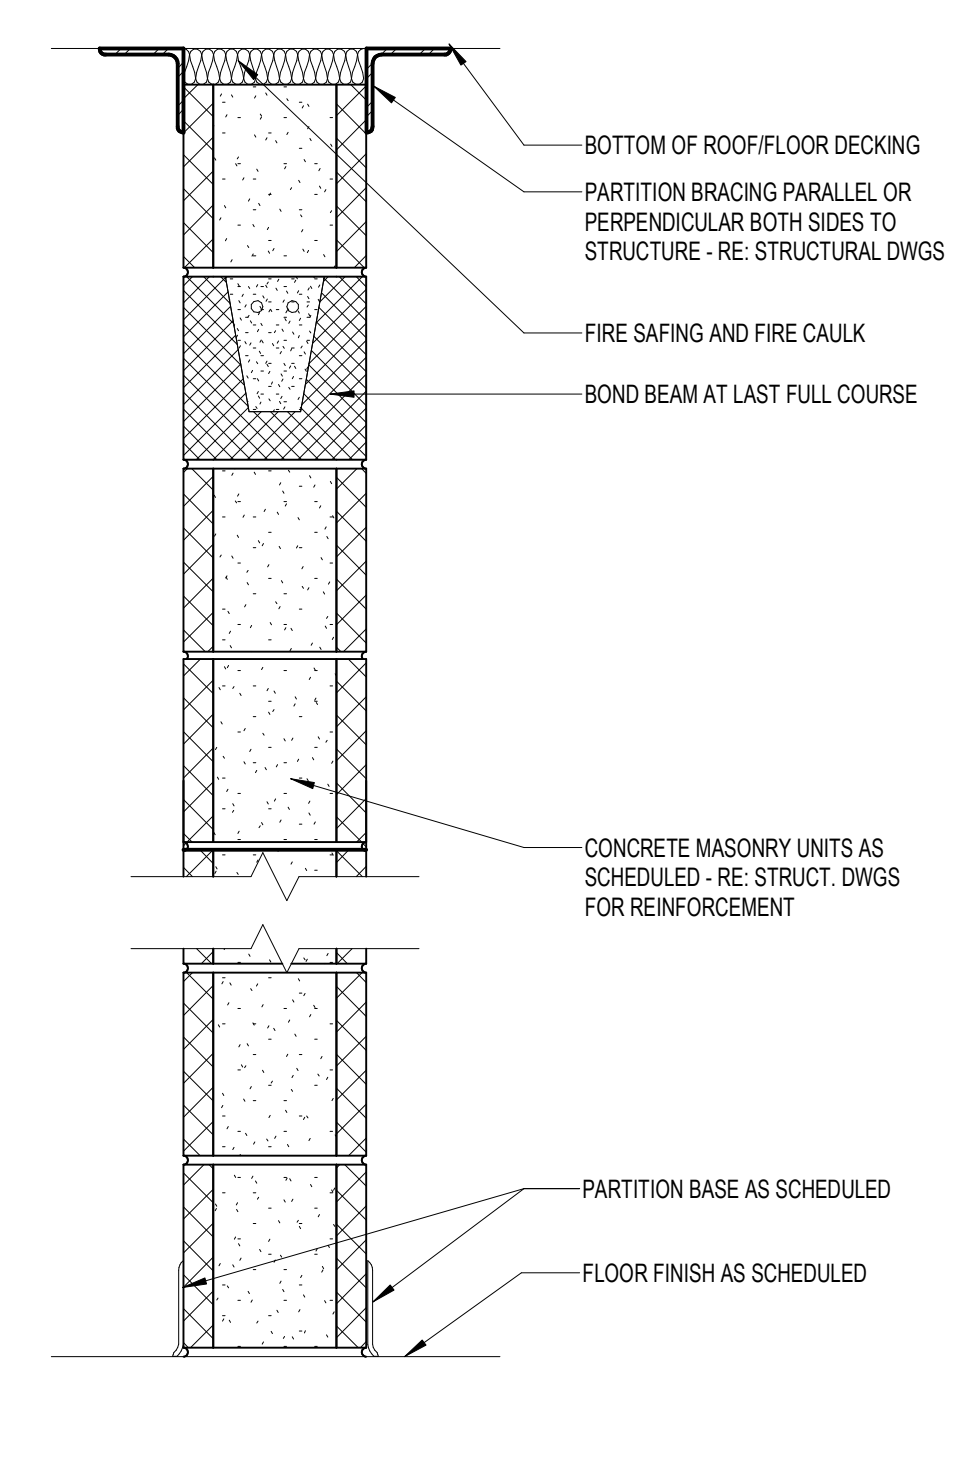 BOTTOM OF ROOF/FLOOR DECKING
PARTITION BRACING PARALLEL OR
PERPENDICULAR BOTH SIDES TO
STRUCTURE - RE: STRUCTURAL DWGS
FIRE SAFING AND FIRE CAULK
BOND BEAM AT LAST FULL COURSE
CONCRETE MASONRY UNITS AS
SCHEDULED - RE: STRUCT. DWGS
FOR REINFORCEMENT
PARTITION BASE AS SCHEDULED
FLOOR FINISH AS SCHEDULED